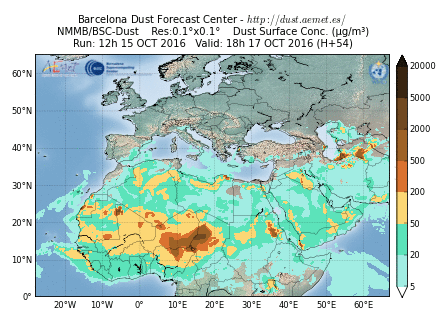 Barcelona Dust Forecast Center - http://dust.aemet.es/
NMMB/BSC-Dust Res:0.1°x0.1° Dust Surface Conc. (µg/m³)
Run: 12h 15 OCT 2016 Valid: 18h 17 OCT 2016 (H+54)
60°N
50°N
40°N
30°N
20°N
10°N
0°
20°W
10°W
0°
10°E
20°E
30°E
40°E
50°E
60°E
20000
5000
2000
500
200
50
20
5